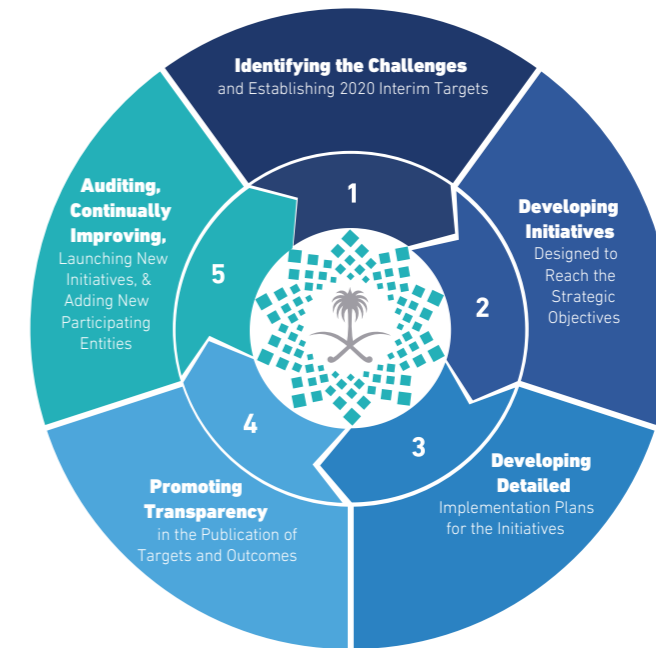 Identifying the Challenges
and Establishing 2020 Interim Targets
1
Developing
Initiatives
Designed to
Reach the
Strategic
Objectives
2
Developing
Detailed
Implementation Plans
for the Initiatives
3
Promoting
Transparency
in the Publication of
Targets and Outcomes
4
Auditing,
Continually
Improving,
Launching New
Initiatives, &
Adding New
Participating
Entities
5